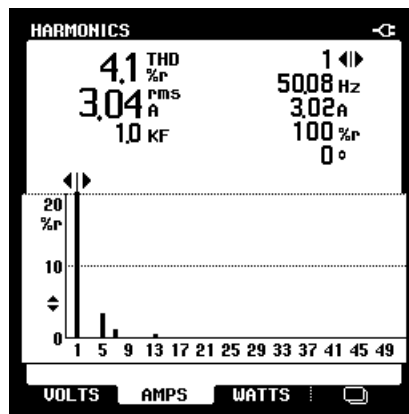 HARMONICS
4.1 THD %r
3.04 rms A
1.0 KF
1
50.08 Hz
3.02 A
100 %r
0 °
20
%r
10
0
1 5 9 13 17 21 25 29 33 37 41 45 49
VOLTS AMPS WATTS